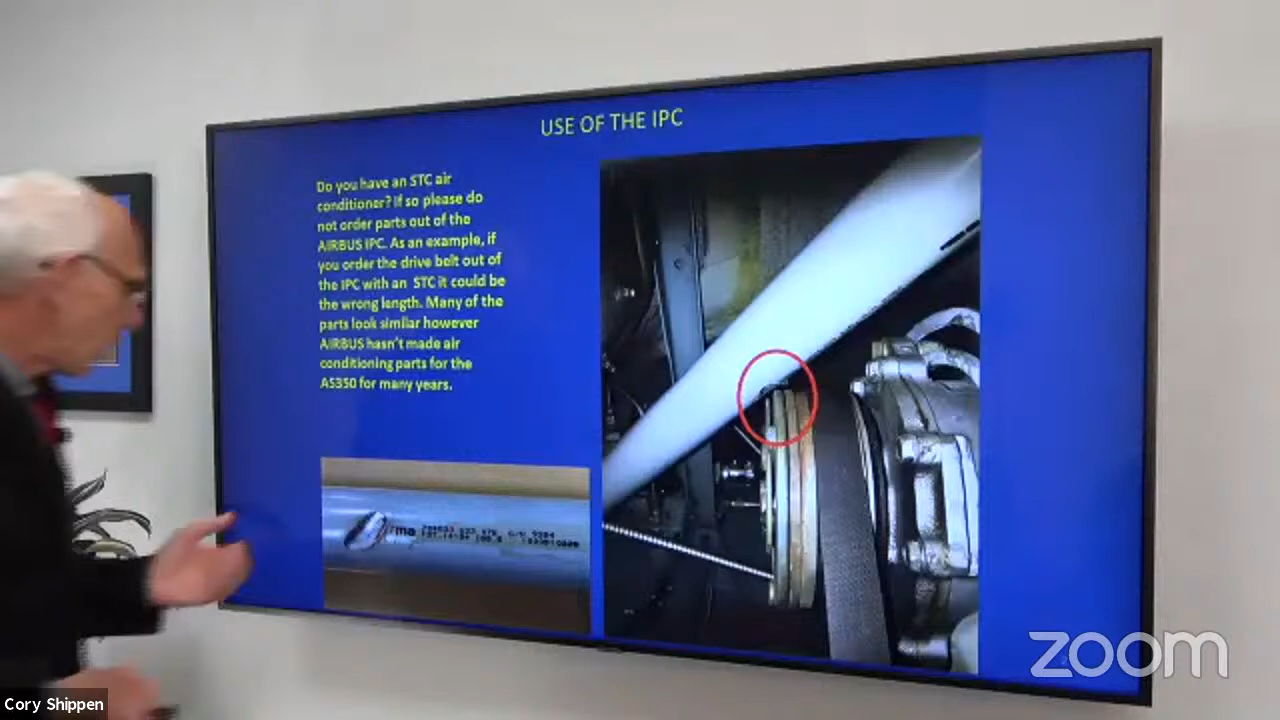 USE OF THE IPC
Do you have an STC air
conditioner? If so please do
not order parts out of the
AIRBUS IPC. As an example, if
you order the drive belt out of
the IPC with an STC it could be
the wrong length. Many of the
parts look similar however
AIRBUS hasn't made air
conditioning parts for the
AS350 for many years.
zoom
Cory Shippen